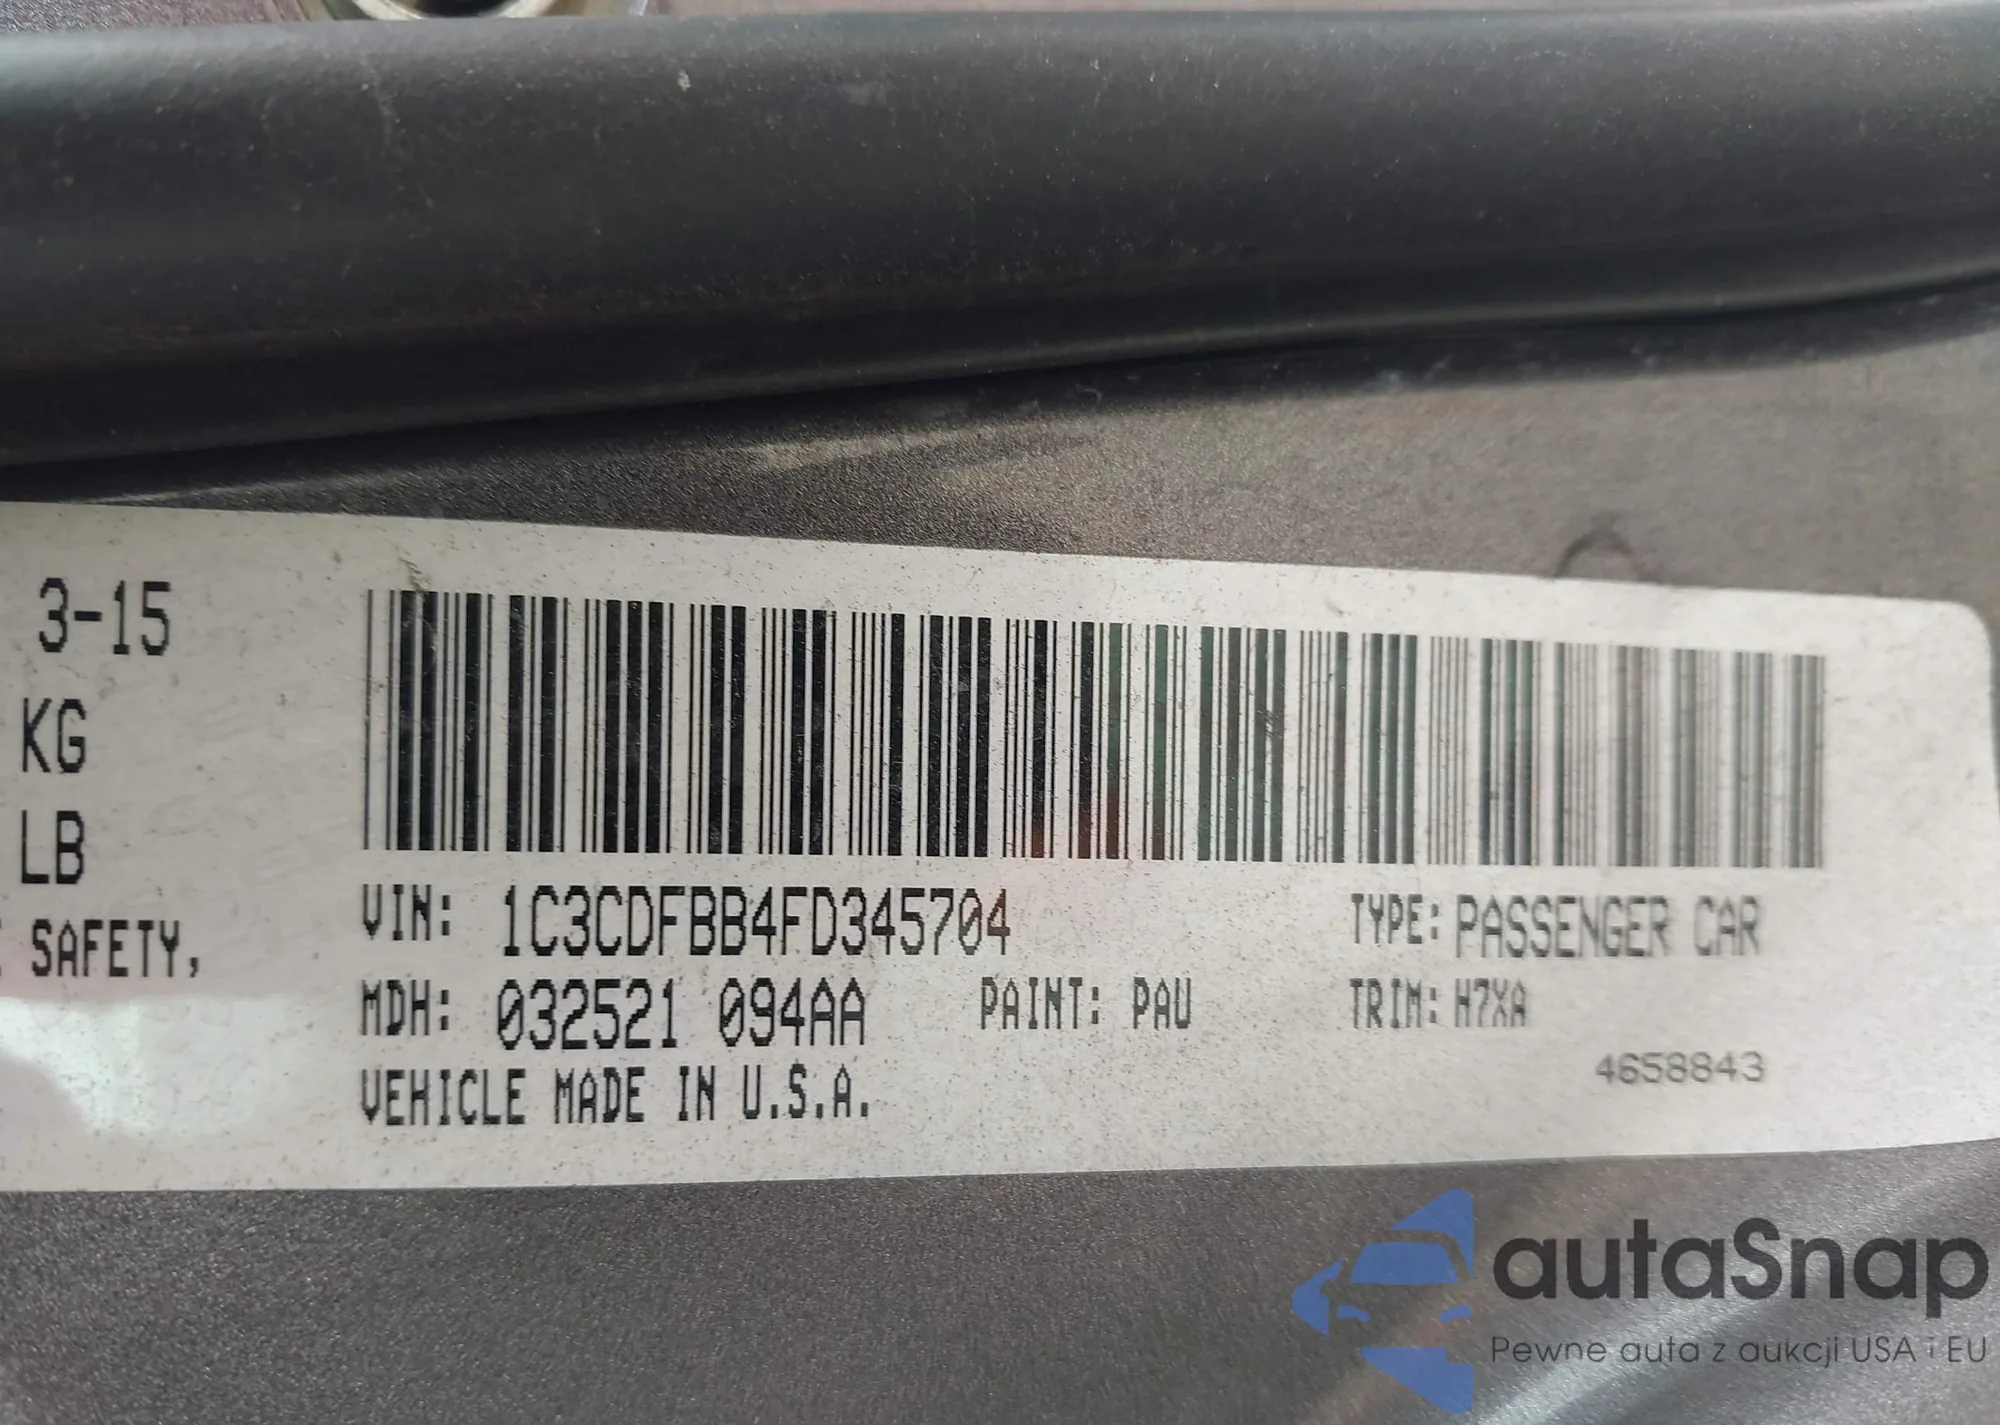 3-15
KG
LB
SAFETY,
VIN: 1C3CDFBB4FD345704
TYPE: PASSENGER CAR
MDH: 032521 094AA
PAINT: PAU
TRIM: H7XA
VEHICLE MADE IN U.S.A.
4658843
autaSnap
Pewne auta z aukcji USA i EU